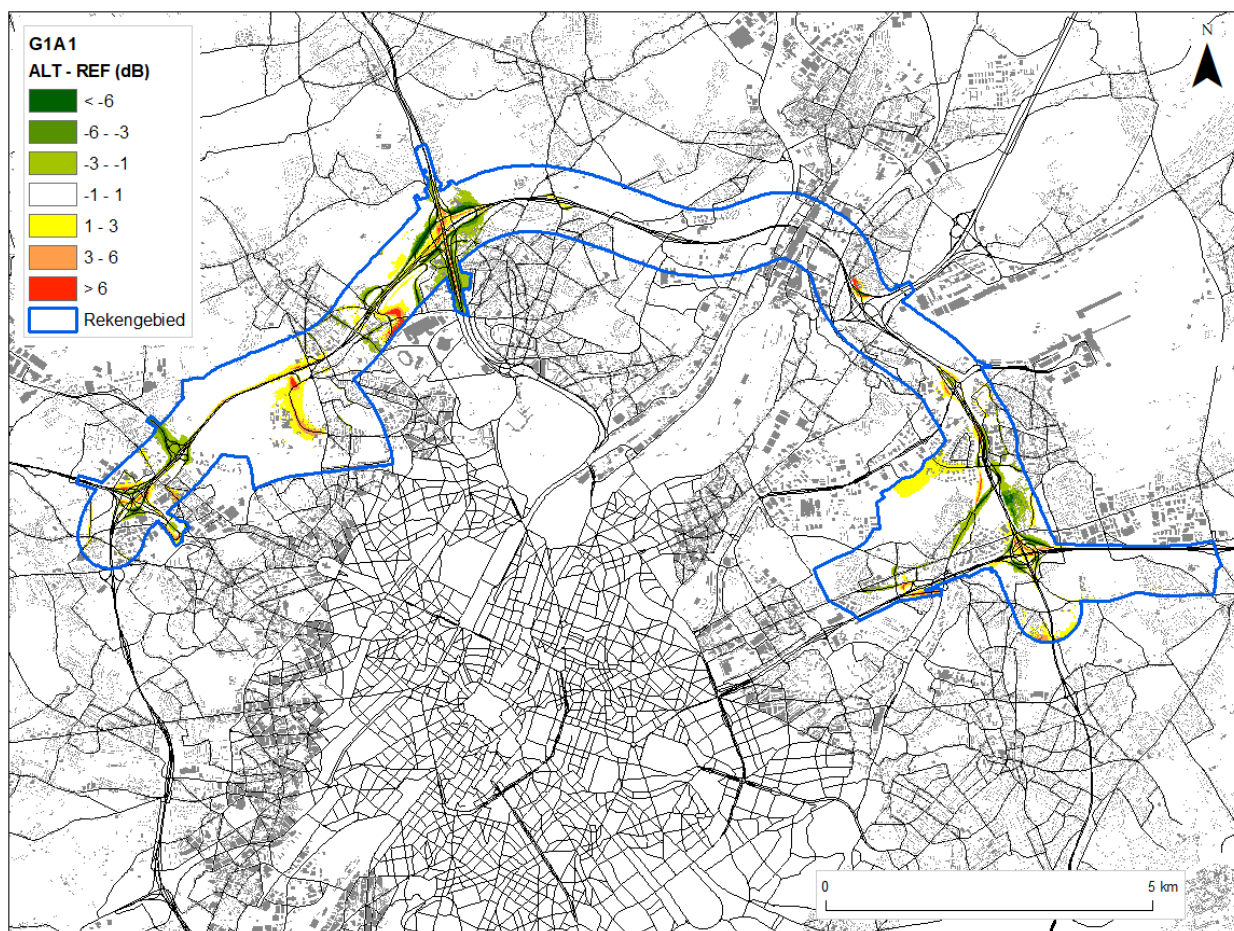 G1A1
ALT - REF (dB)
< -6
-6 - -3
-3 - -1
-1 - 1
1 - 3
3 - 6
> 6
Rekengebied
N
0 5 km